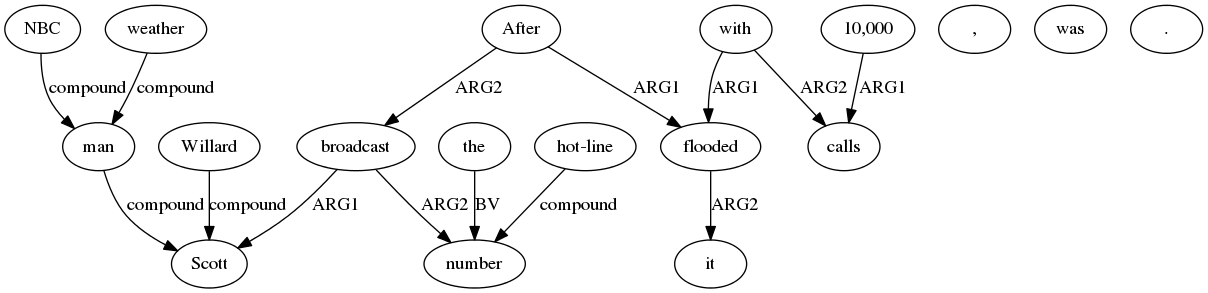 NBC weather After with 10,000 , was .
compound compound ARG2 ARG1 ARG1 ARG2 ARG1
man Willard broadcast the hot-line flooded calls
compound compound ARG1 ARG2 BV compound ARG2
Scott number it